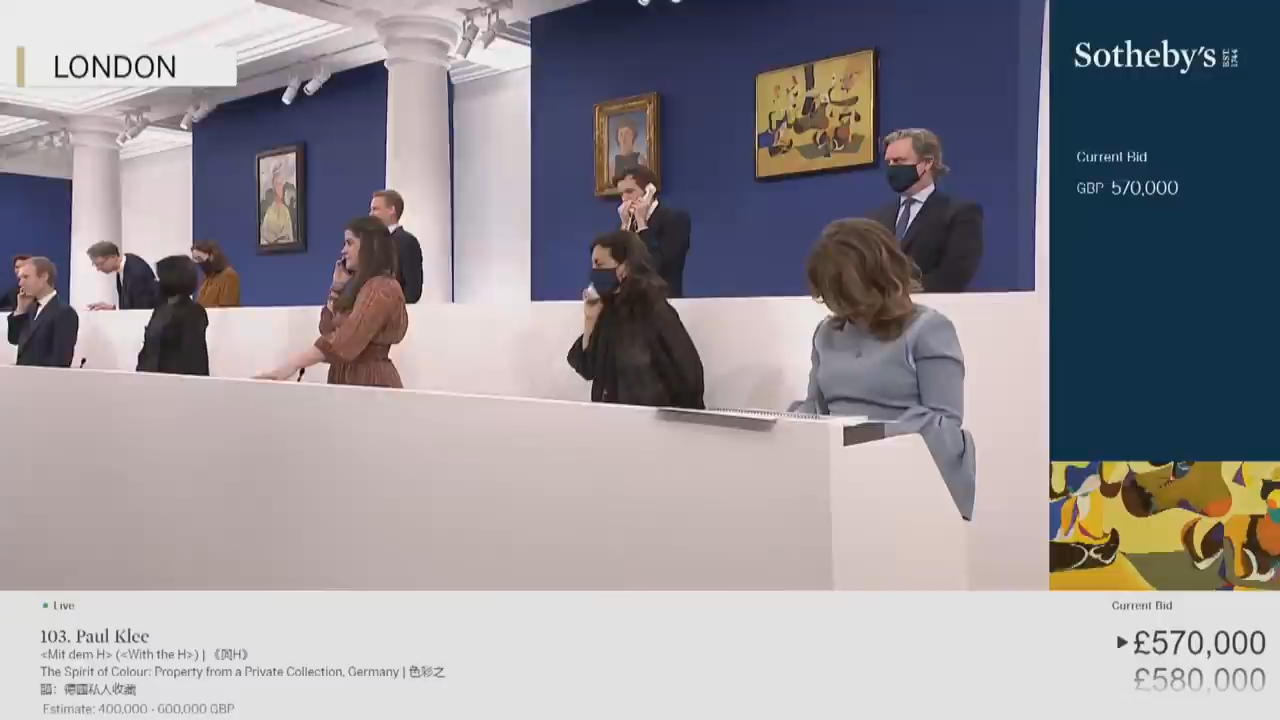 LONDON
Sotheby's EST. 1744
Current Bid
GBP 570,000
Live
103. Paul Klee
<Mit dem H> (<With the H>) | 《與H》
The Spirit of Colour: Property from a Private Collection, Germany | 色彩之
韻：德國私人收藏
Estimate: 400,000 - 600,000 GBP
Current Bid
£570,000
£580,000